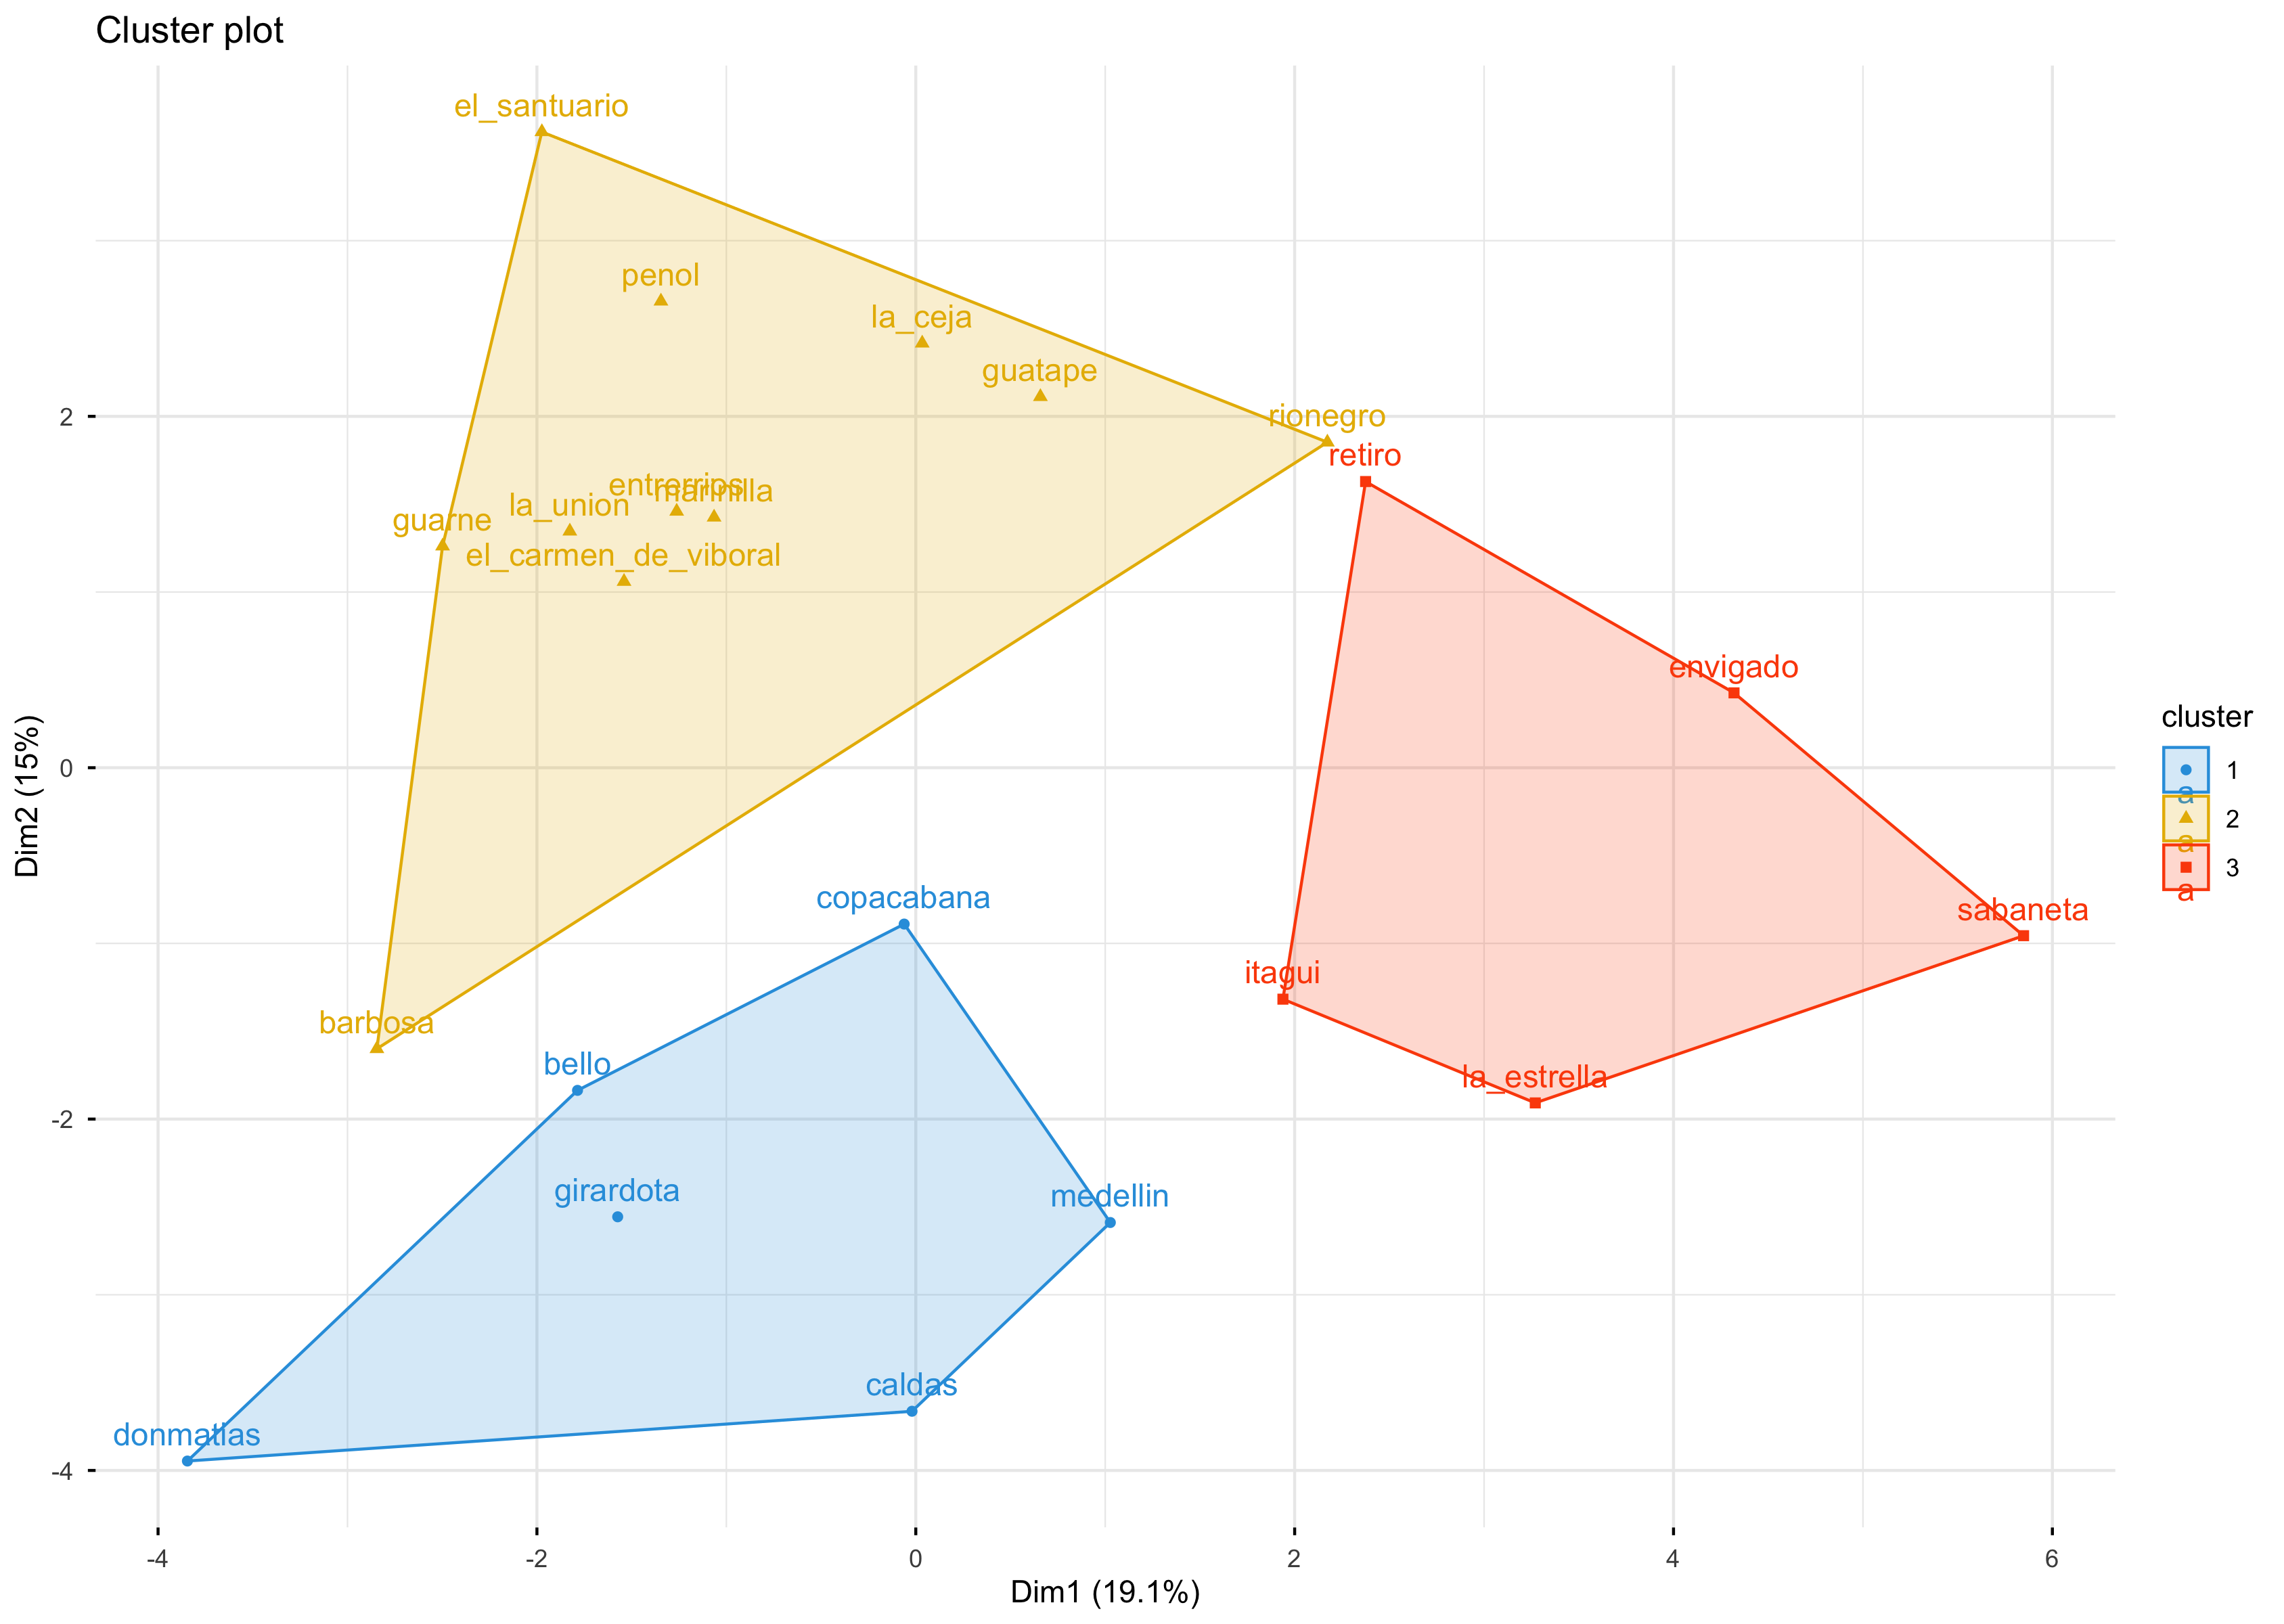 Cluster plot
el_santuario
penol
la_ceja
guatape
rionegro
retiro
entrerrios
marinilla
la_union
guarne
el_carmen_de_viboral
envigado
copacabana
sabaneta
itagui
barbosa
bello
la_estrella
girardota
medellin
caldas
donmatias
2
0
-2
-4
-4
-2
0
2
4
6
Dim1 (19.1%)
Dim2 (15%)
cluster
1
a
2
a
3
a